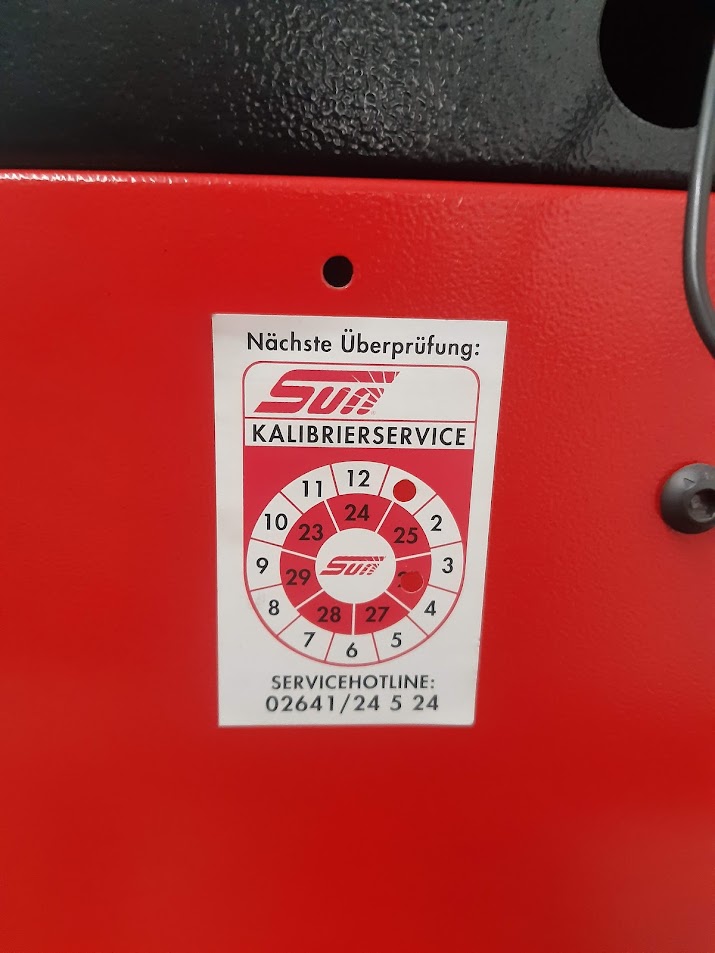 Nächste Überprüfung:
Sun
KALIBRIERSERVICE
12
11
2
24
10
23
25
3
9
Sun
29
4
8
28
27
7
5
6
SERVICEHOTLINE:
02641/24 5 24